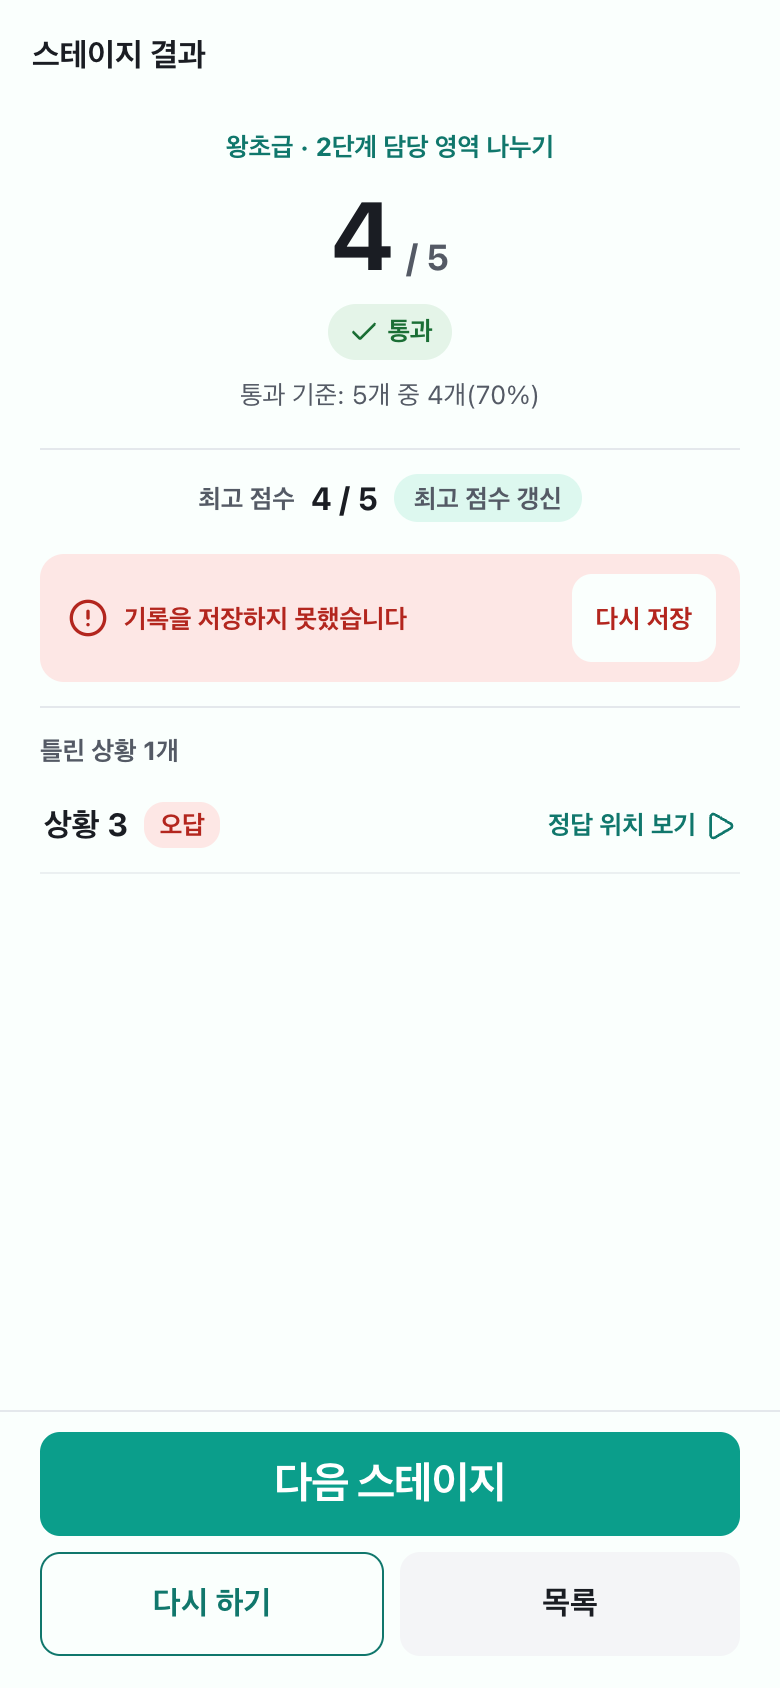 스테이지 결과
왕초급 · 2단계 담당 영역 나누기
4 / 5
통과
통과 기준: 5개 중 4개(70%)
최고 점수 4 / 5 최고 점수 갱신
기록을 저장하지 못했습니다 다시 저장
틀린 상황 1개
상황 3 오답 정답 위치 보기
다음 스테이지
다시 하기 목록